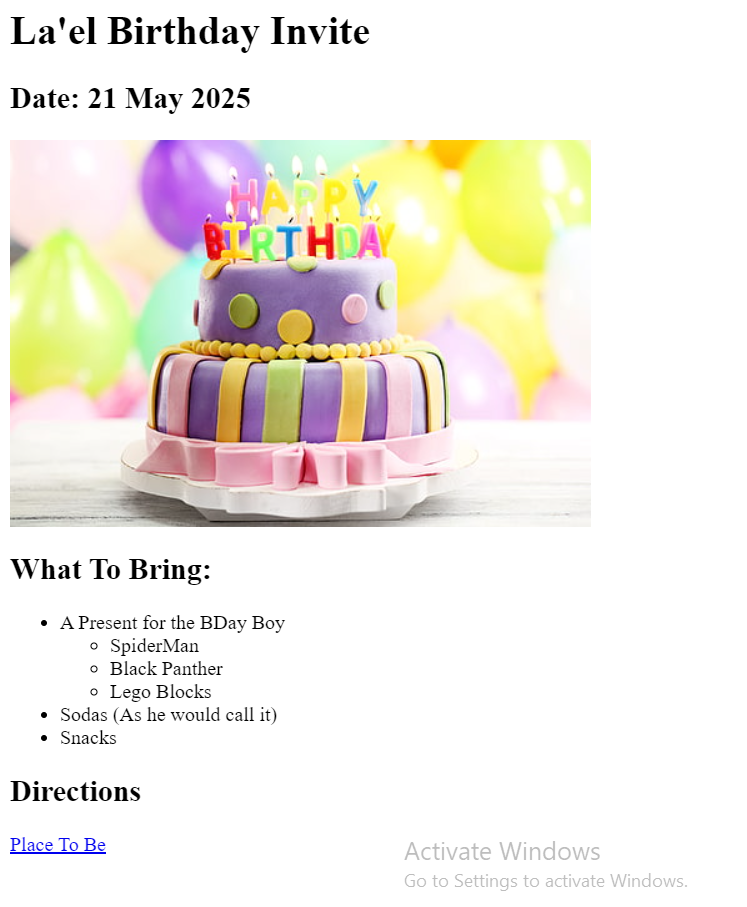 La'el Birthday Invite
Date: 21 May 2025
HAPPY
BIRTHDAY
What To Bring:
A Present for the BDay Boy
SpiderMan
Black Panther
Lego Blocks
Sodas (As he would call it)
Snacks
Directions
Place To Be
Activate Windows
Go to Settings to activate Windows.